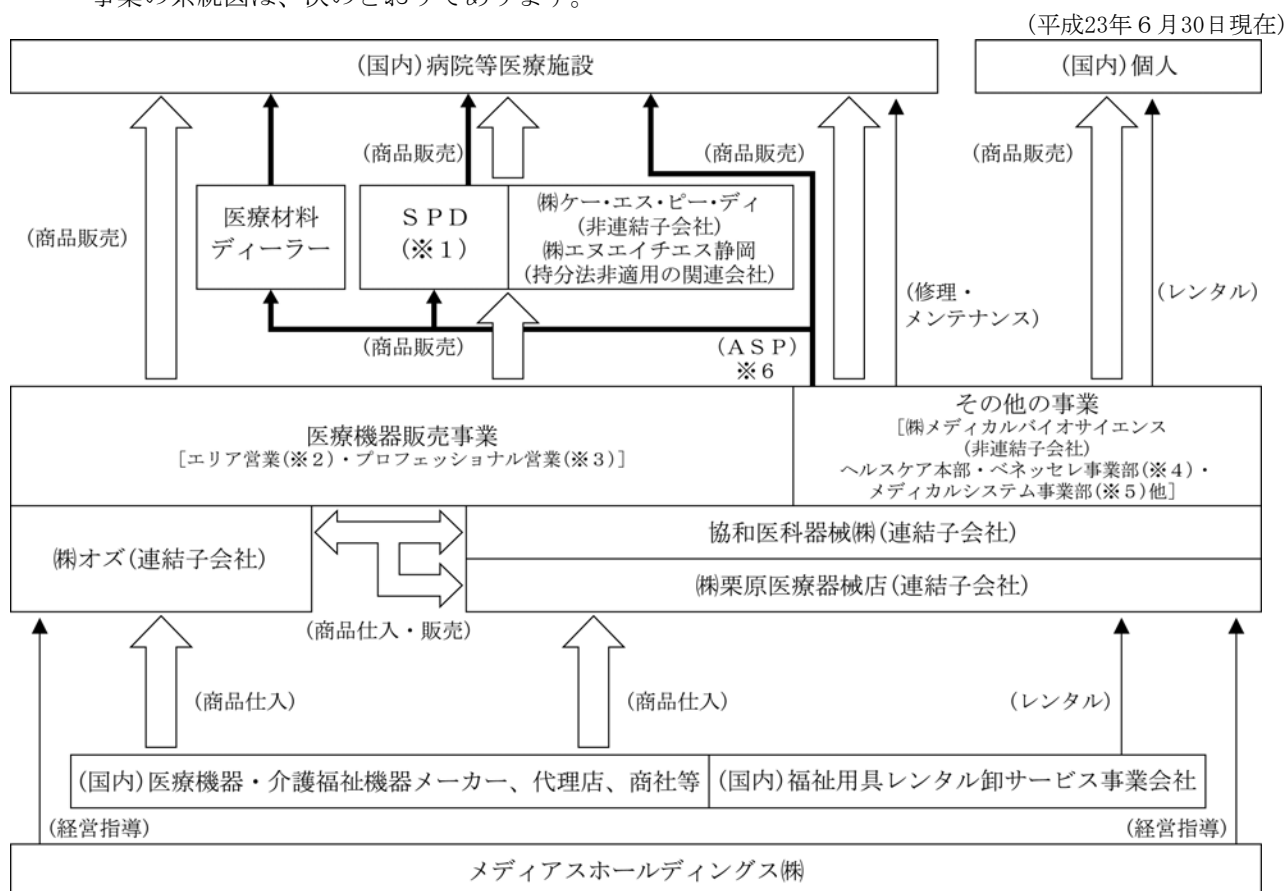 事業の系統図は、次のとおりであります。
(平成23年6月30日現在)
(国内)病院等医療施設
(国内)個人
(商品販売)
(商品販売)
(商品販売)
(商品販売)
医療材料
ディーラー
ＳＰＤ
(※1)
㈱ケー・エス・ピー・ディ
(非連結子会社)
㈱エヌエイチエス静岡
(持分法非適用の関連会社)
(修理・
メンテナンス)
(レンタル)
(商品販売)
(ＡＳＰ)
※6
医療機器販売事業
［エリア営業(※2)・プロフェッショナル営業(※3)］
その他の事業
［㈱メディカルバイオサイエンス
(非連結子会社)
ヘルスケア本部・ベネッセレ事業部(※4)・
メディカルシステム事業部(※5)他］
㈱オズ(連結子会社)
協和医科器械㈱(連結子会社)
㈱栗原医療器械店(連結子会社)
(商品仕入・販売)
(商品仕入)
(商品仕入)
(レンタル)
(国内)医療機器・介護福祉機器メーカー、代理店、商社等
(国内)福祉用具レンタル卸サービス事業会社
(経営指導)
(経営指導)
メディアスホールディングス㈱